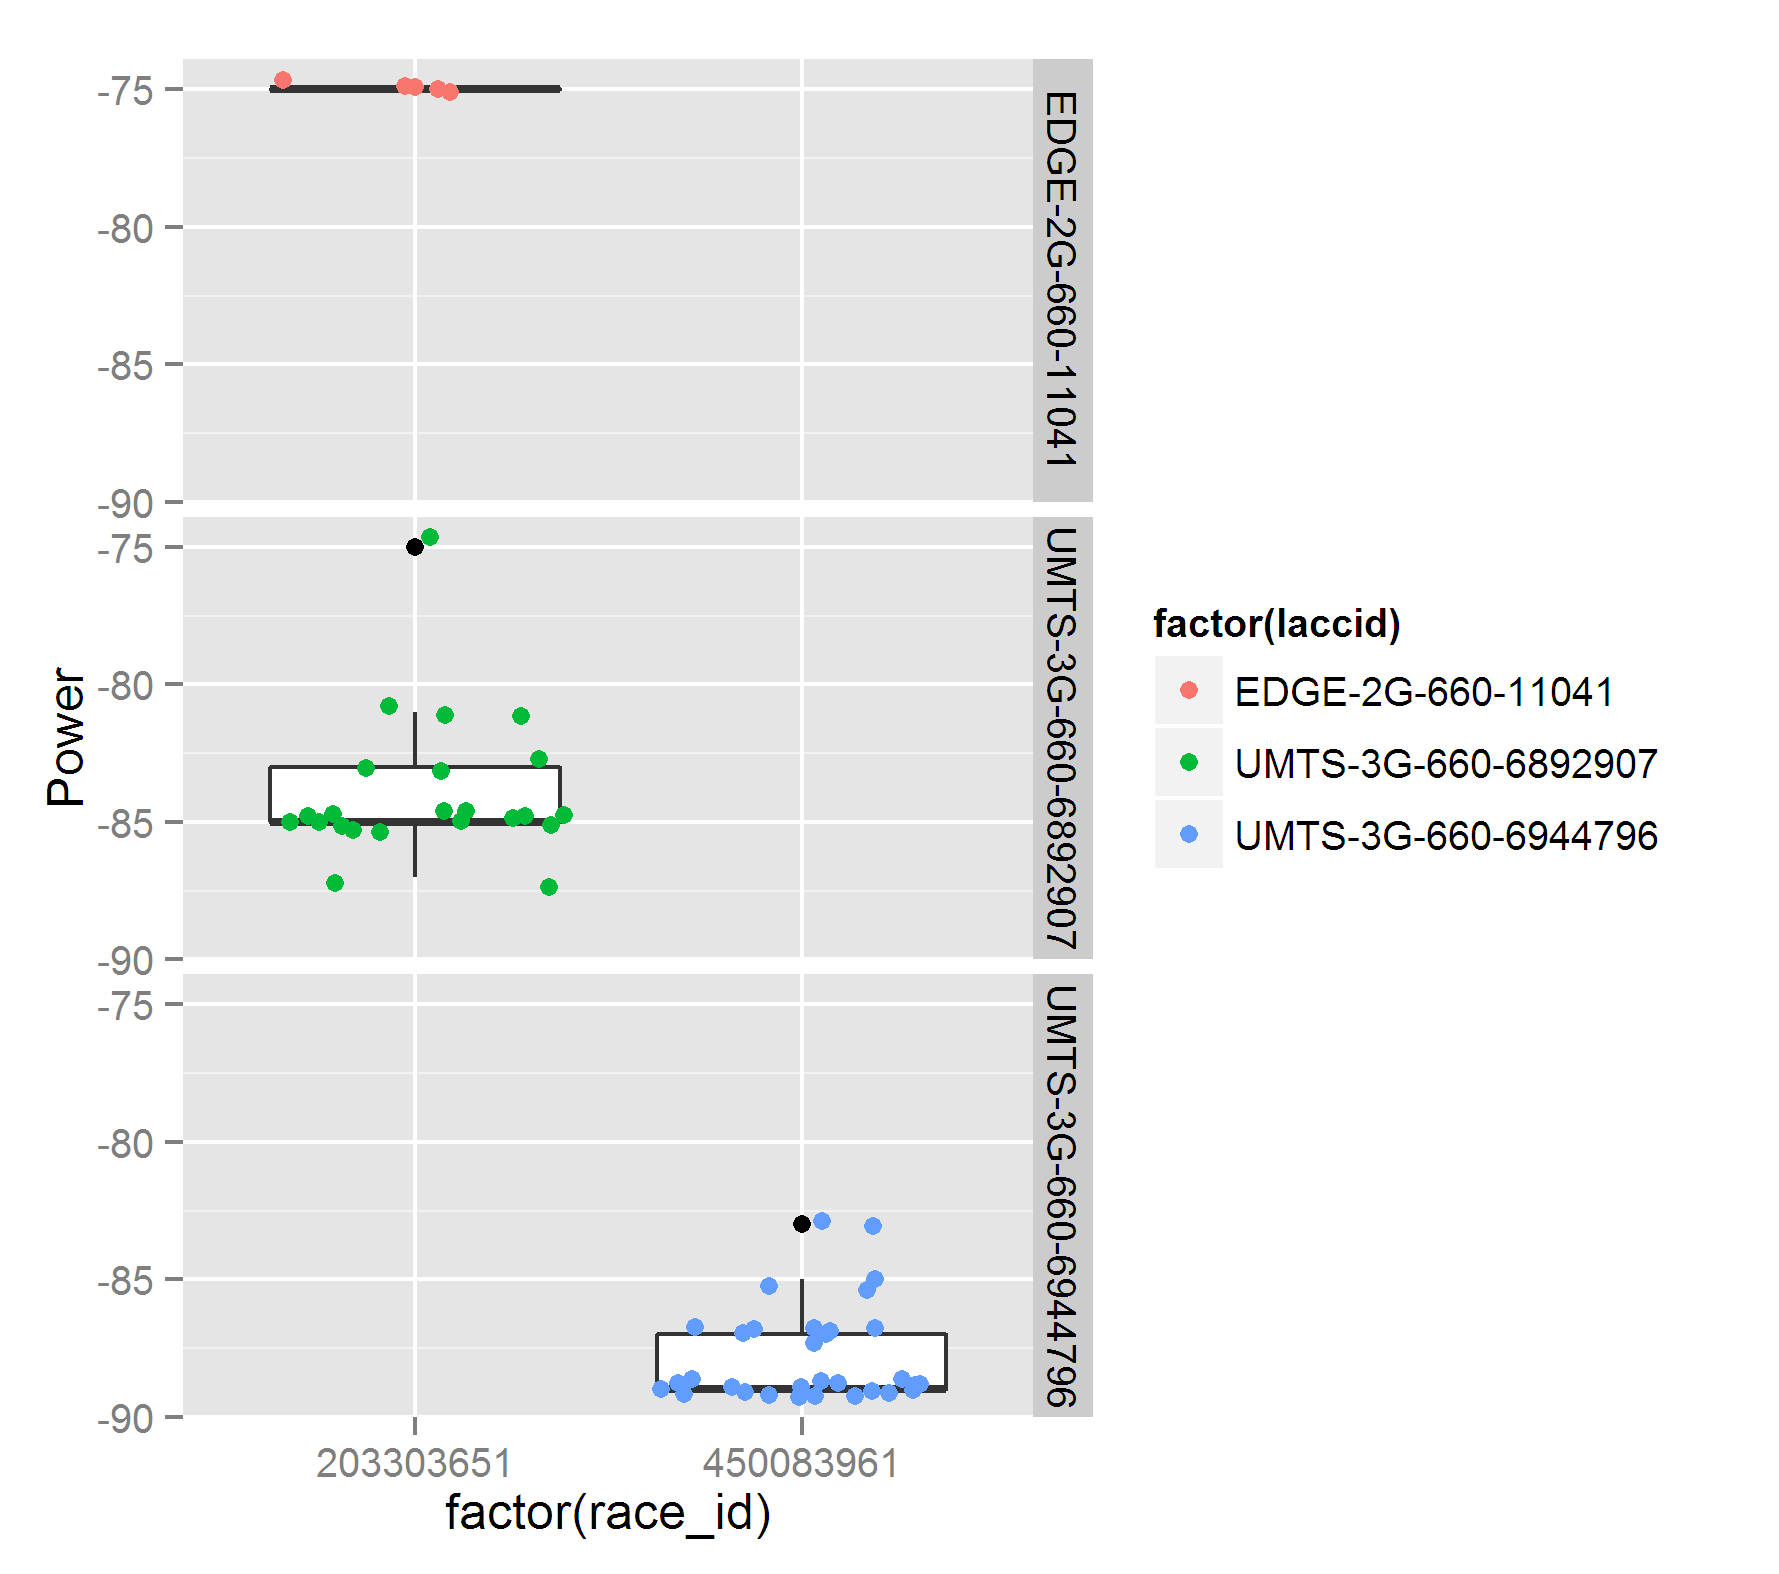 -75
-80
-85
-90
EDGE-2G-660-11041
-75
-80
-85
-90
UMTS-3G-660-6892907
-75
-80
-85
-90
UMTS-3G-660-6944796
Power
203303651 450083961
factor(race_id)
factor(laccid)
EDGE-2G-660-11041
UMTS-3G-660-6892907
UMTS-3G-660-6944796